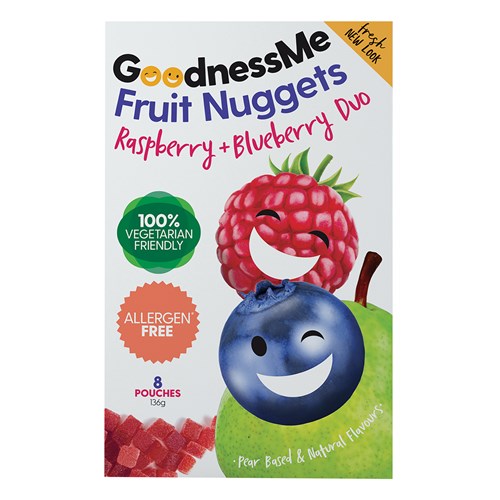 fresh
NEW LOOK
GoodnessMe
Fruit Nuggets
Raspberry + Blueberry Duo
100%
VEGETARIAN
FRIENDLY
ALLERGEN*
FREE
8
POUCHES
136g
• Pear Based & Natural Flavours •